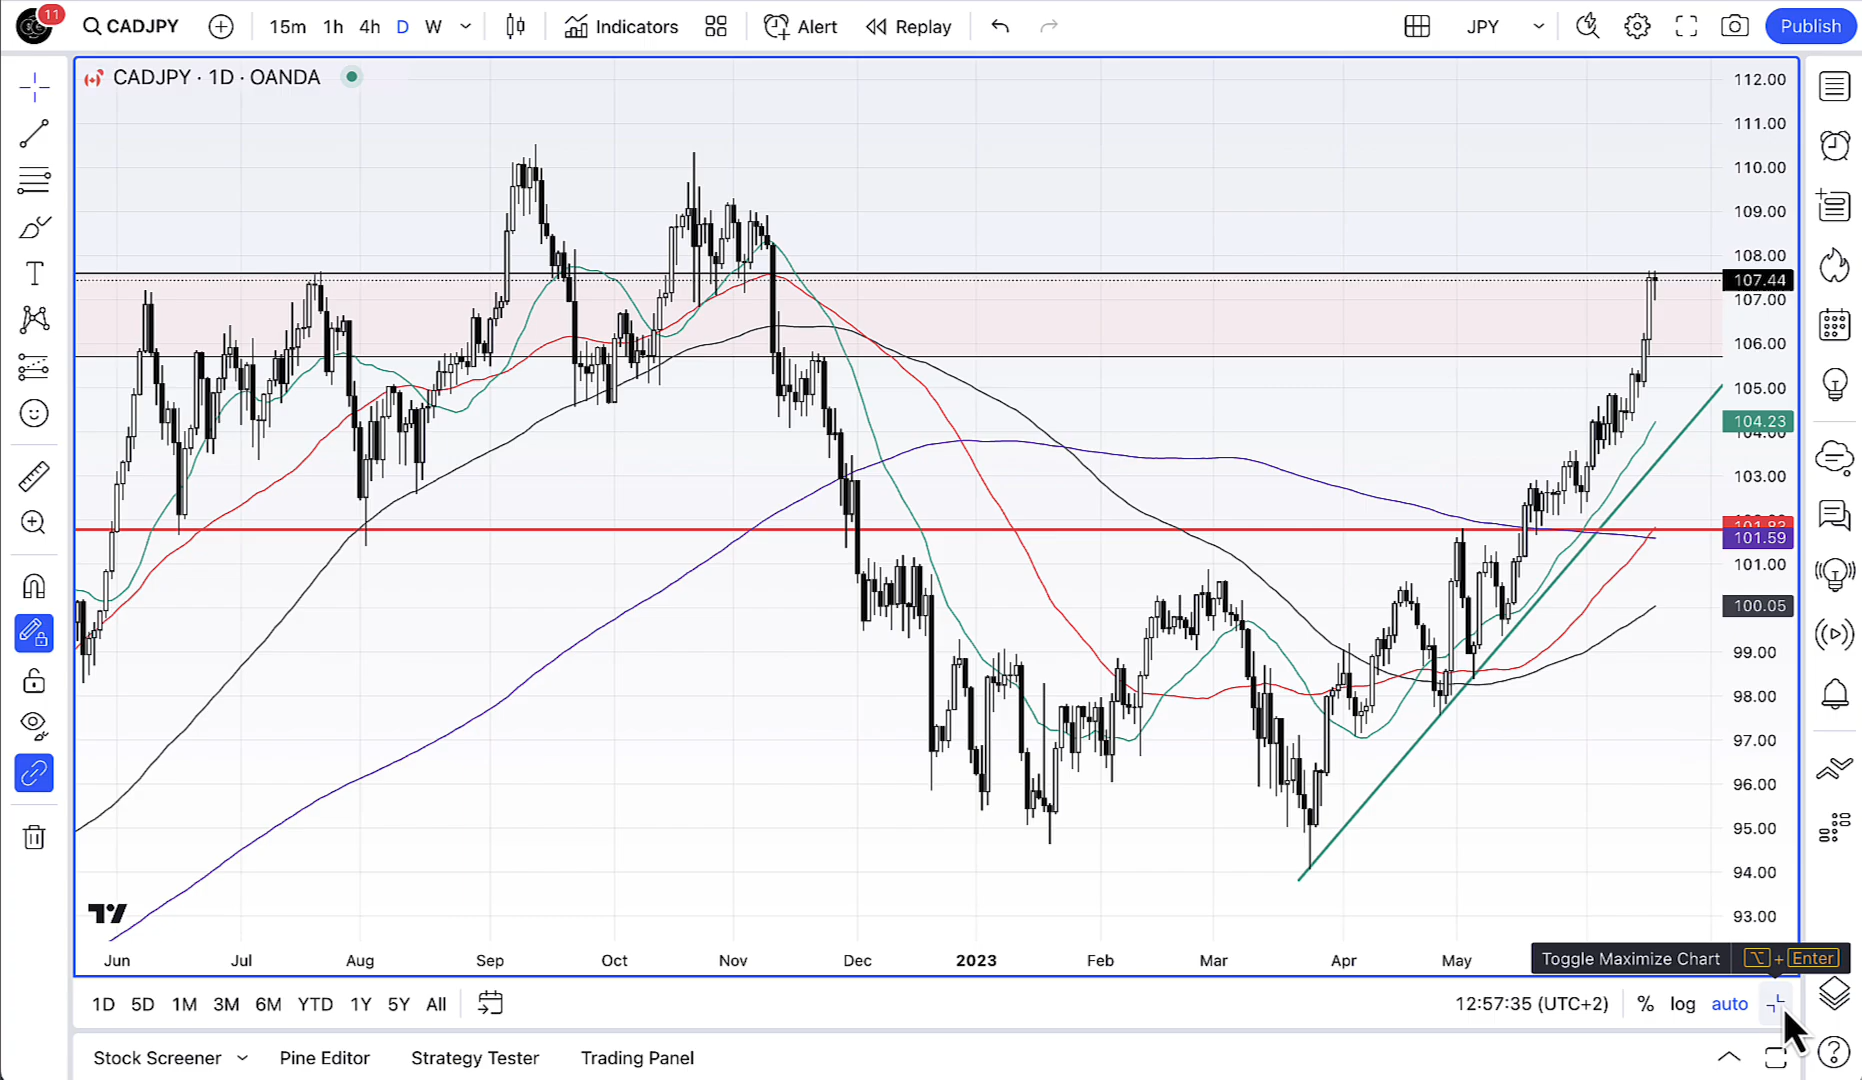 11
CADJPY
15m 1h 4h D W
Indicators
Alert
Replay
JPY
Publish
CADJPY · 1D · OANDA
112.00
111.00
110.00
109.00
108.00
107.44
107.00
106.00
105.00
104.23
104.00
103.00
101.83
101.59
101.00
100.05
99.00
98.00
97.00
96.00
95.00
94.00
93.00
Jun Jul Aug Sep Oct Nov Dec 2023 Feb Mar Apr May
Toggle Maximize Chart ⌥ + Enter
1D 5D 1M 3M 6M YTD 1Y 5Y All
12:57:35 (UTC+2) % log auto
Stock Screener Pine Editor Strategy Tester Trading Panel